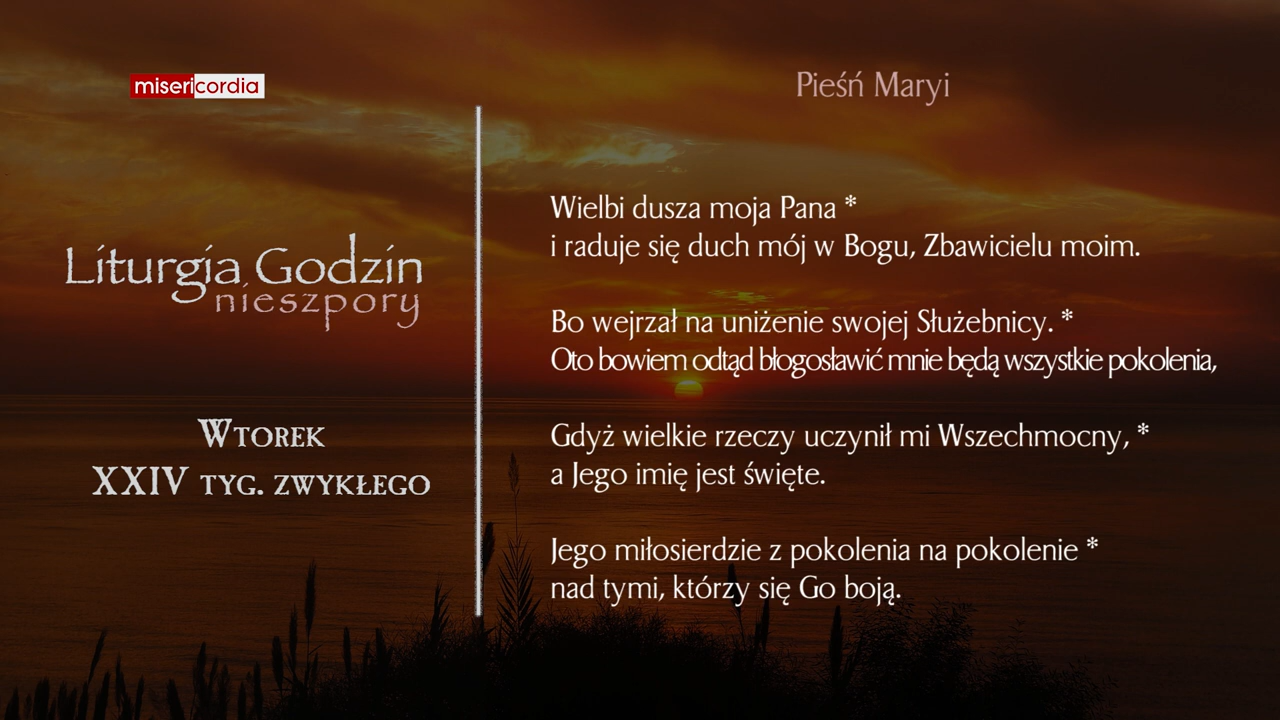 misericordia
Liturgia Godzin
nieszpory
Wtorek
XXIV tyg. zwykłego
Pieśń Maryi
Wielbi dusza moja Pana *
i raduje się duch mój w Bogu, Zbawicielu moim.
Bo wejrzał na uniżenie swojej Służebnicy. *
Oto bowiem odtąd błogosławić mnie będą wszystkie pokolenia,
Gdyż wielkie rzeczy uczynił mi Wszechmocny, *
a Jego imię jest święte.
Jego miłosierdzie z pokolenia na pokolenie *
nad tymi, którzy się Go boją.